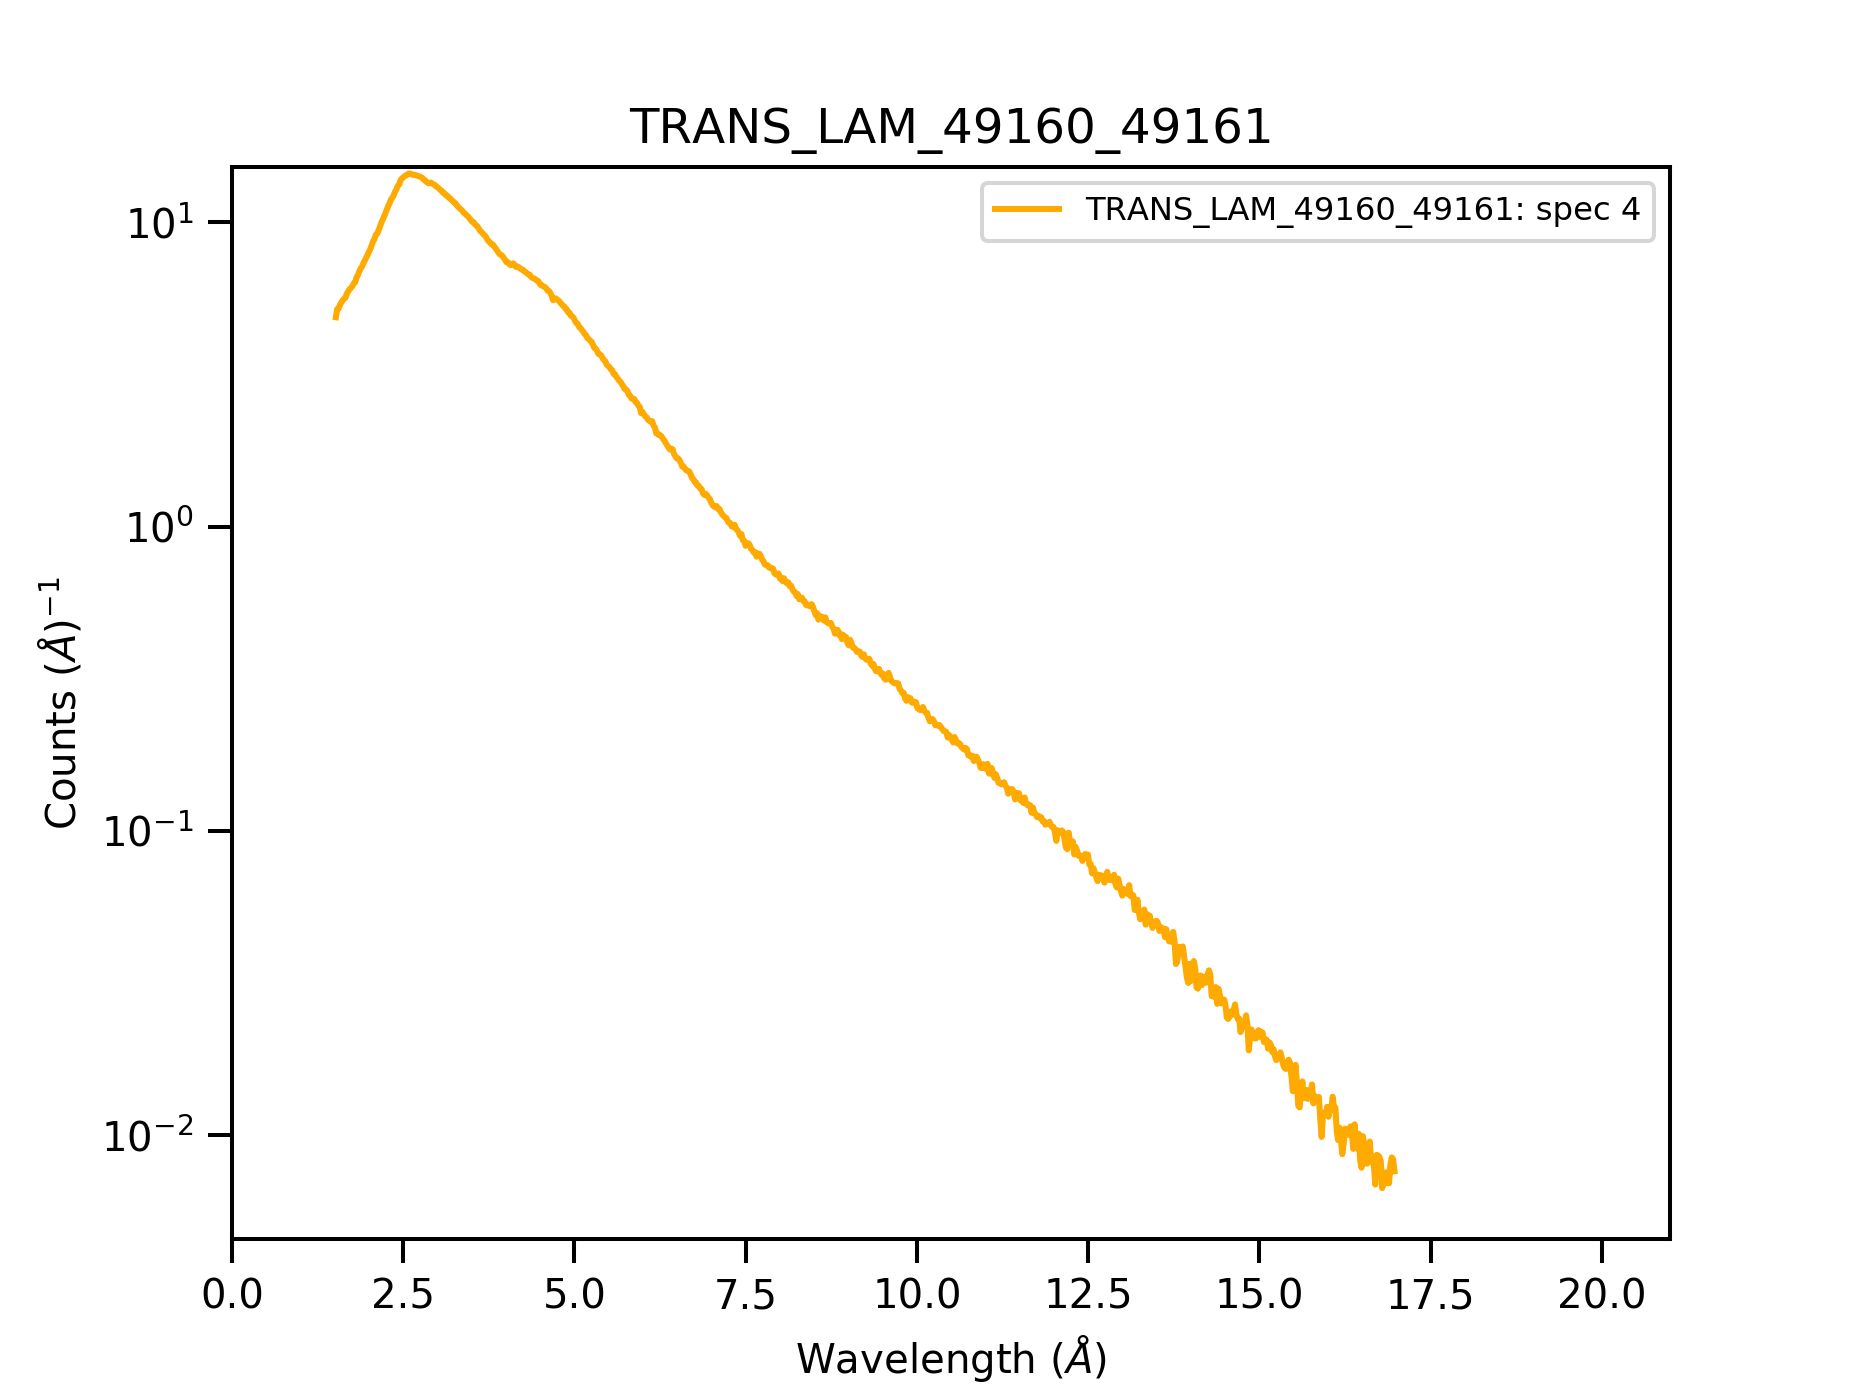 TRANS_LAM_49160_49161
TRANS_LAM_49160_49161: spec 4
10¹
10⁰
10⁻¹
10⁻²
Counts (Å)⁻¹
0.0 2.5 5.0 7.5 10.0 12.5 15.0 17.5 20.0
Wavelength (Å)